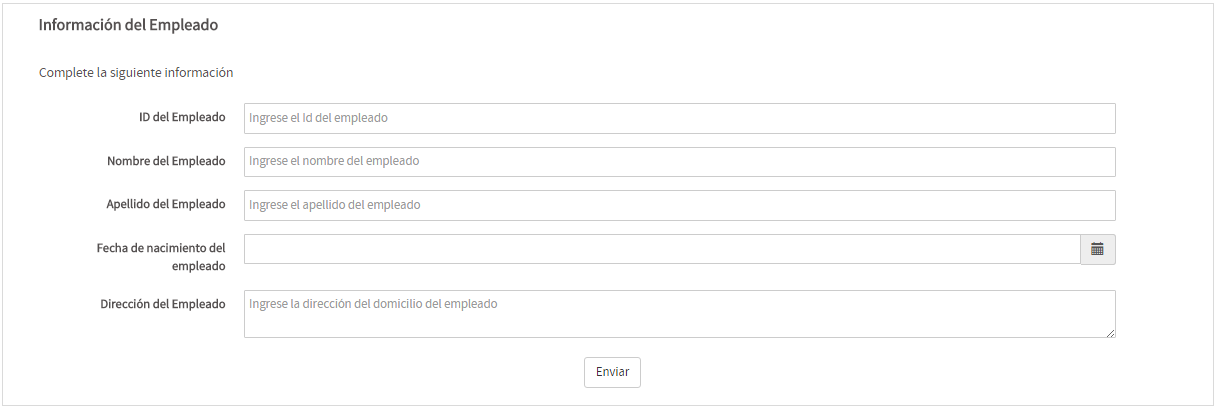 Información del Empleado
Complete la siguiente información
ID del Empleado
Ingrese el Id del empleado
Nombre del Empleado
Ingrese el nombre del empleado
Apellido del Empleado
Ingrese el apellido del empleado
Fecha de nacimiento del
empleado
Dirección del Empleado
Ingrese la dirección del domicilio del empleado
Enviar